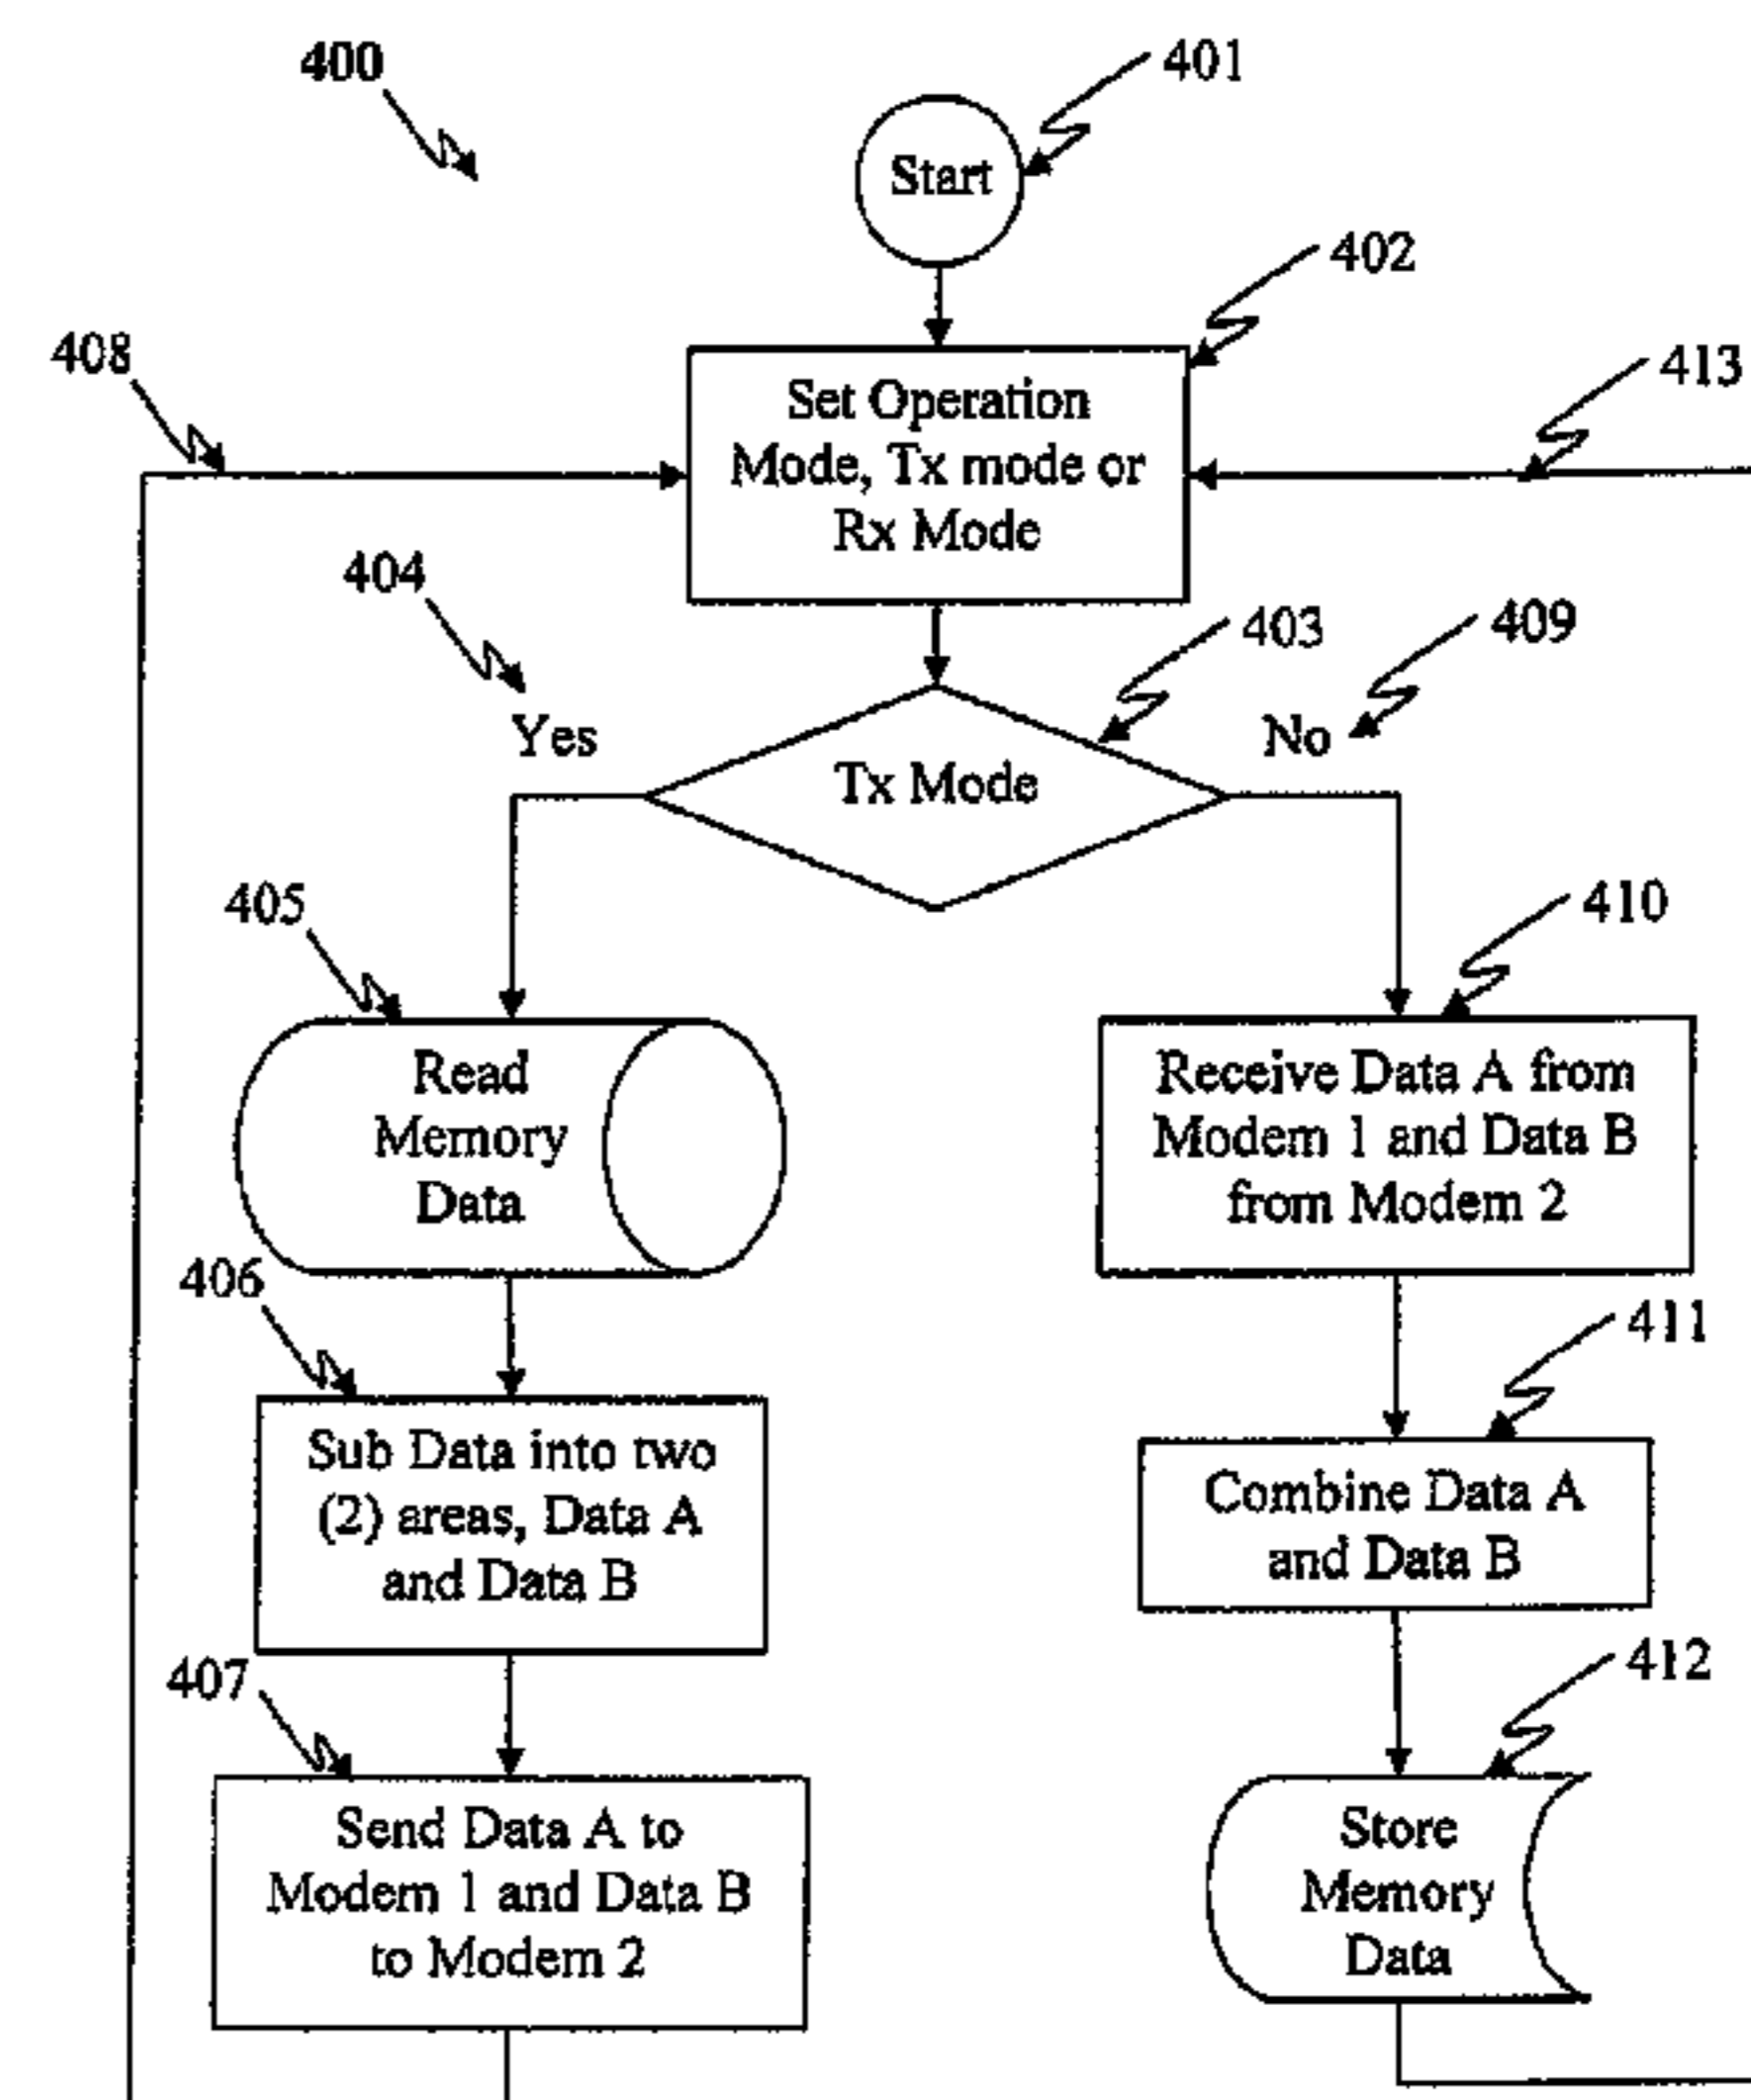 400
401
Start
402
408
413
Set Operation
Mode, Tx mode or
Rx Mode
404
403
409
Yes
No
Tx Mode
405
410
Read
Memory
Data
Receive Data A from
Modem 1 and Data B
from Modem 2
406
411
Sub Data into two
(2) areas, Data A
and Data B
Combine Data A
and Data B
407
412
Send Data A to
Modem 1 and Data B
to Modem 2
Store
Memory
Data